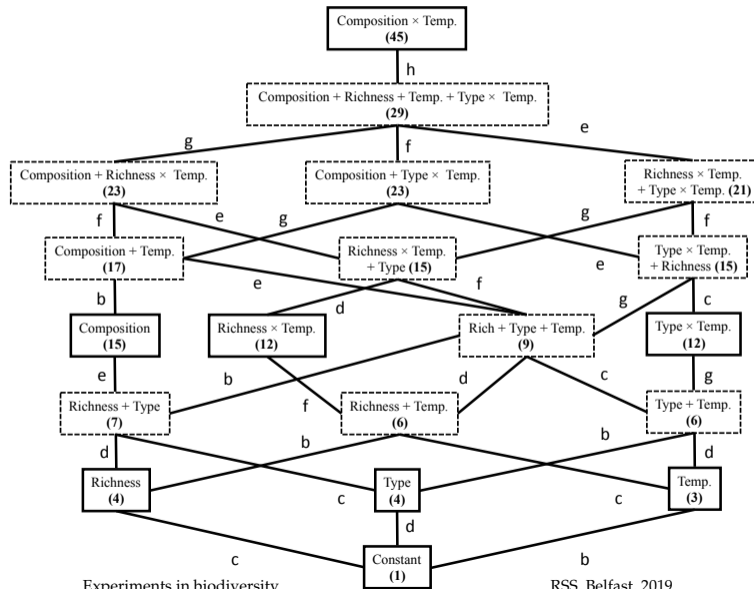 Composition × Temp.
(45)
h
Composition + Richness + Temp. + Type × Temp.
(29)
g
f
e
Composition + Richness × Temp.
(23)
Composition + Type × Temp.
(23)
Richness × Temp.
+ Type × Temp. (21)
f
e
g
g
f
Composition + Temp.
(17)
Richness × Temp.
+ Type (15)
Type × Temp.
+ Richness (15)
e
b
e
d
f
g
c
Composition
(15)
Richness × Temp.
(12)
Rich + Type + Temp.
(9)
Type × Temp.
(12)
e
b
f
d
c
g
Richness + Type
(7)
Richness + Temp.
(6)
Type + Temp.
(6)
d
b
b
d
Richness
(4)
Type
(4)
Temp.
(3)
c
c
c
d
b
Constant
(1)
Experiments in biodiversity
RSS, Belfast, 2019